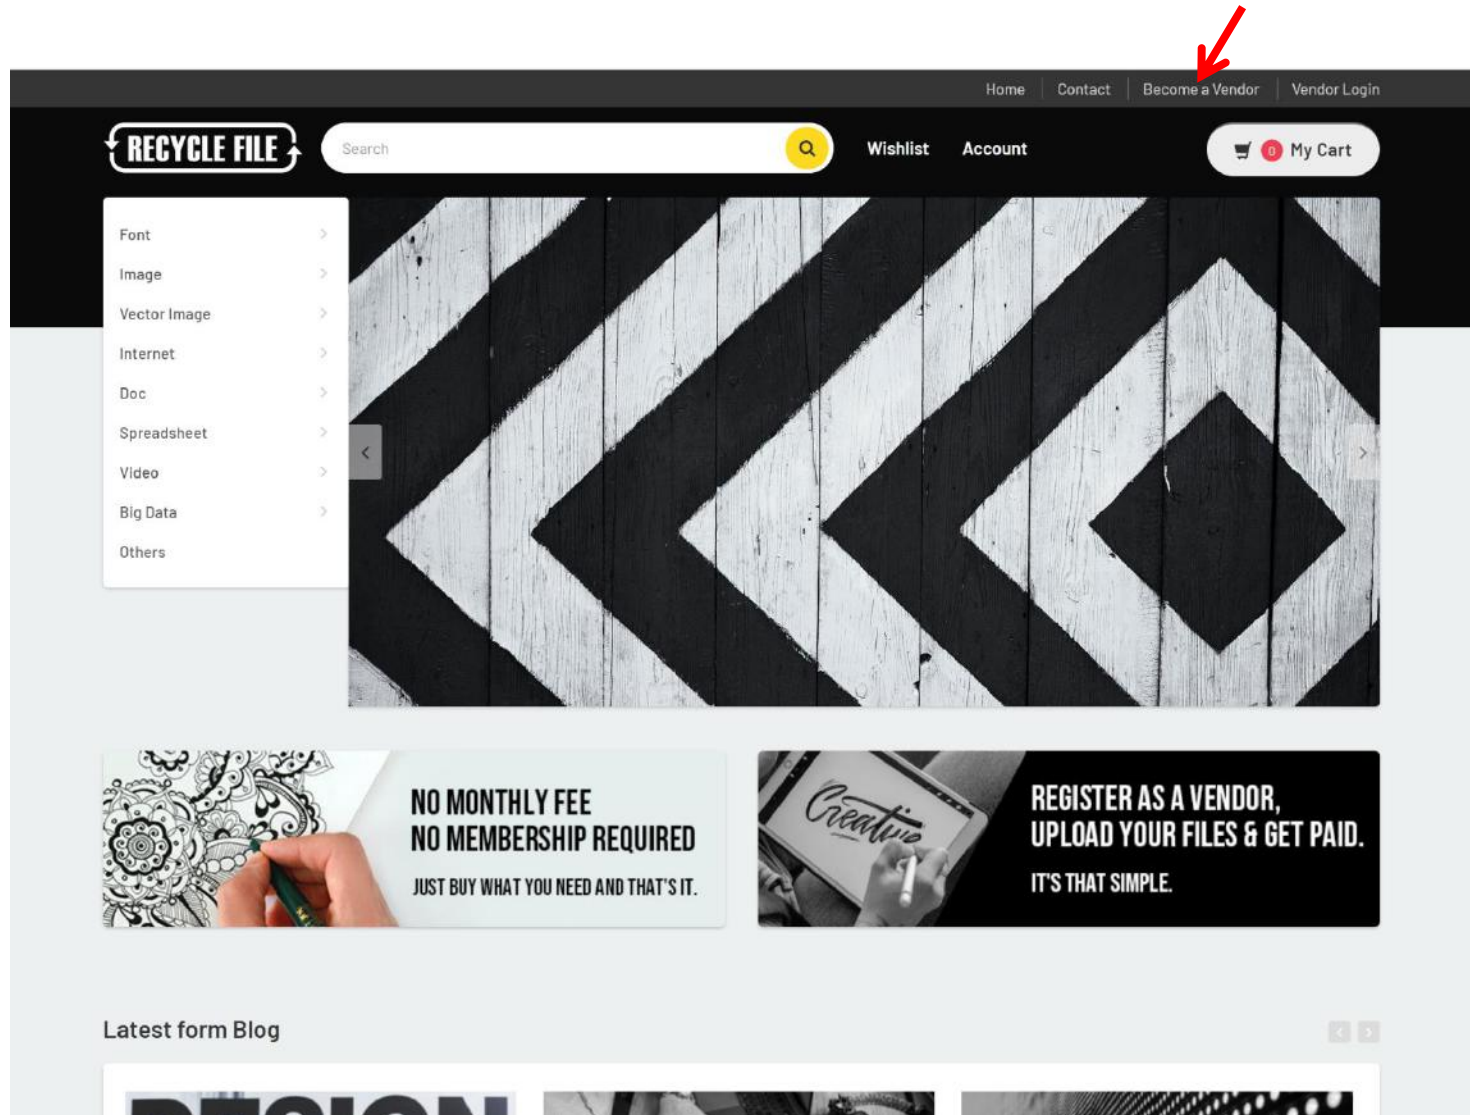 Home
Contact
Become a Vendor
Vendor Login
RECYCLE FILE
Search
Wishlist
Account
0
My Cart
Font
Image
Vector Image
Internet
Doc
Spreadsheet
Video
Big Data
Others
NO MONTHLY FEE
NO MEMBERSHIP REQUIRED
JUST BUY WHAT YOU NEED AND THAT'S IT.
Creative
REGISTER AS A VENDOR,
UPLOAD YOUR FILES & GET PAID.
IT'S THAT SIMPLE.
Latest form Blog
DESIGN